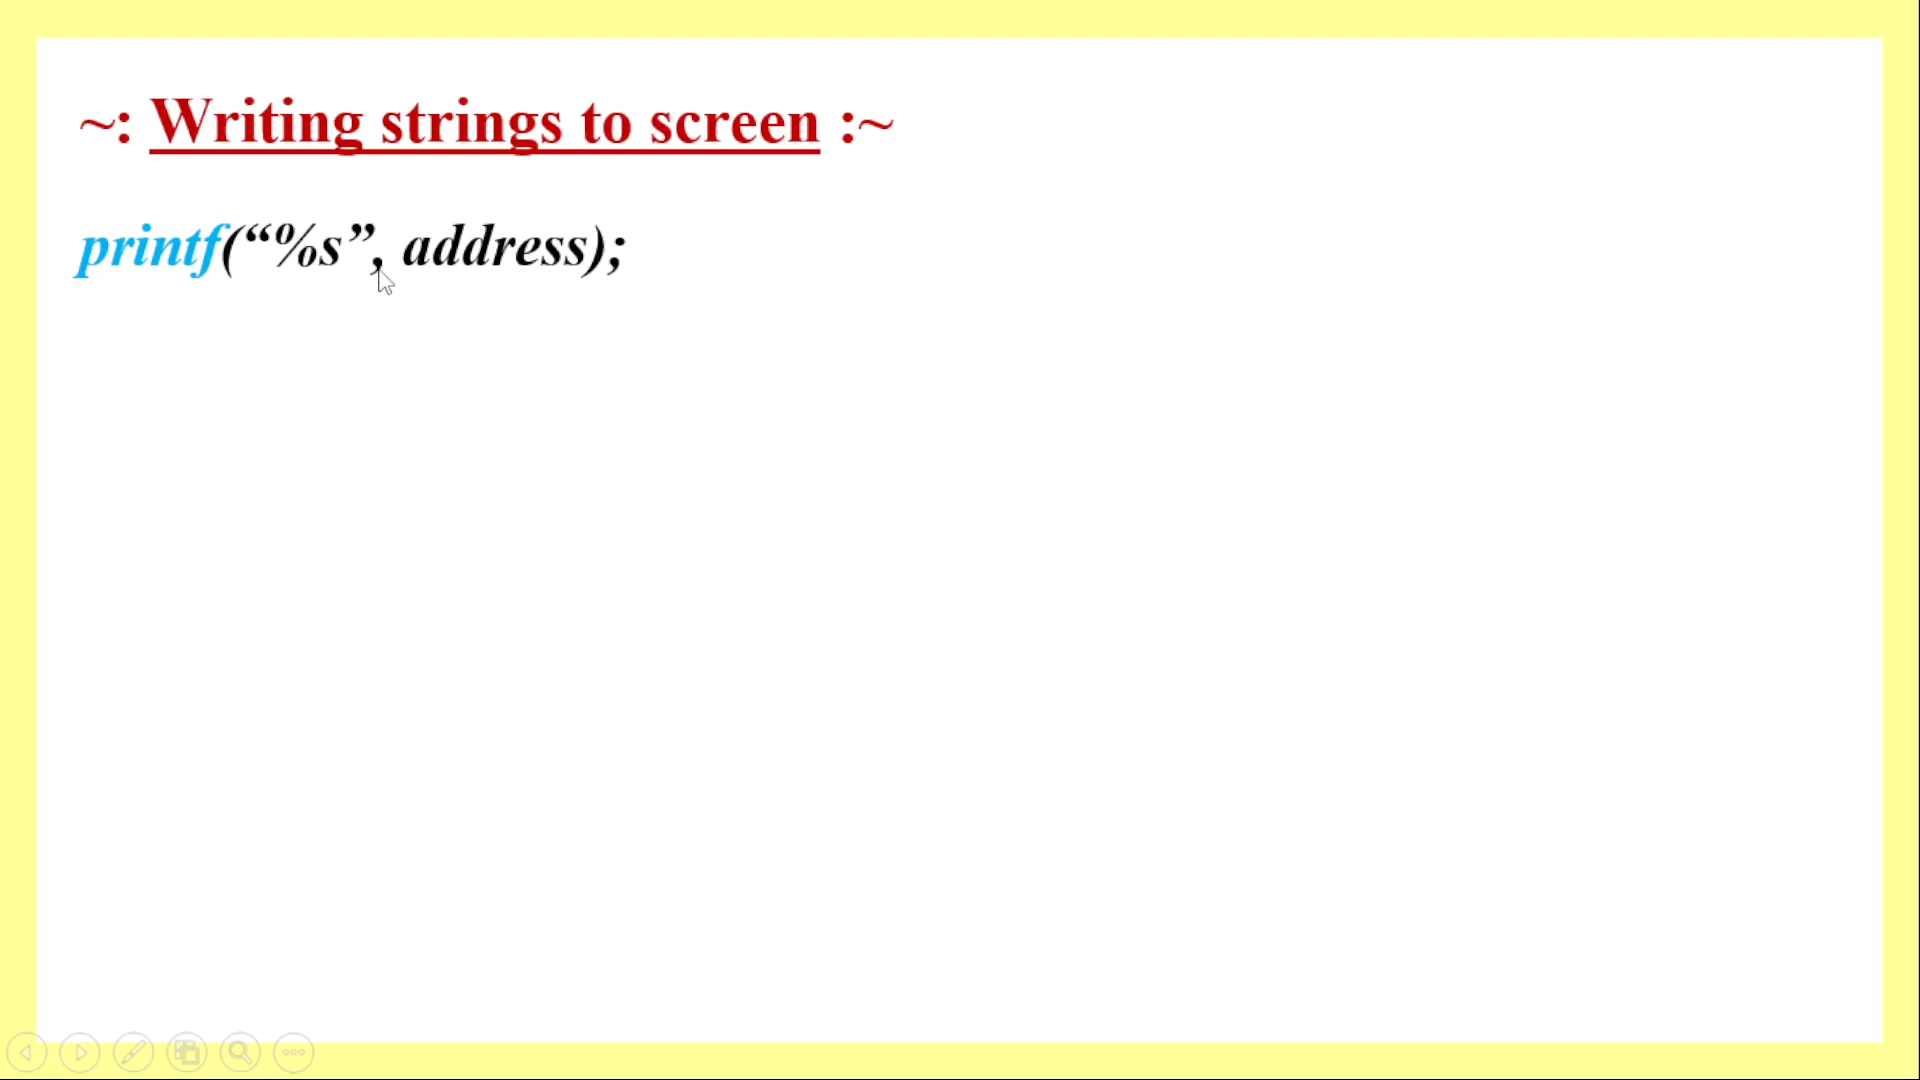 ~: Writing strings to screen :~
printf(“%s”, address);